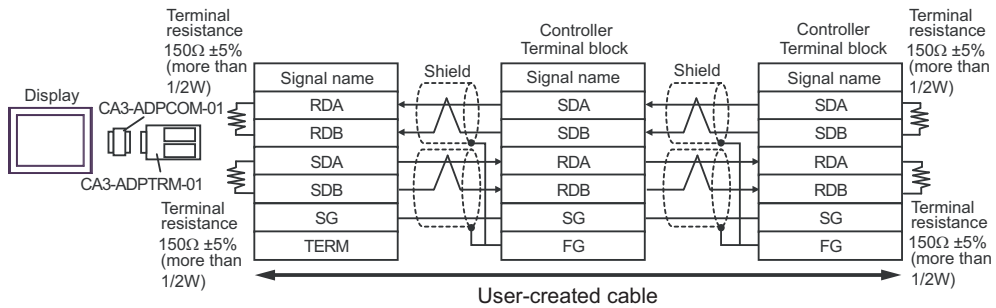 Terminal
resistance
150Ω ±5%
(more than
1/2W)
Display
CA3-ADPCOM-01
CA3-ADPTRM-01
Terminal
resistance
150Ω ±5%
(more than
1/2W)
Signal name
RDA
RDB
SDA
SDB
SG
TERM
Shield
Controller
Terminal block
Signal name
SDA
SDB
RDA
RDB
SG
FG
Shield
Controller
Terminal block
Signal name
SDA
SDB
RDA
RDB
SG
FG
Terminal
resistance
150Ω ±5%
(more than
1/2W)
Terminal
resistance
150Ω ±5%
(more than
1/2W)
User-created cable